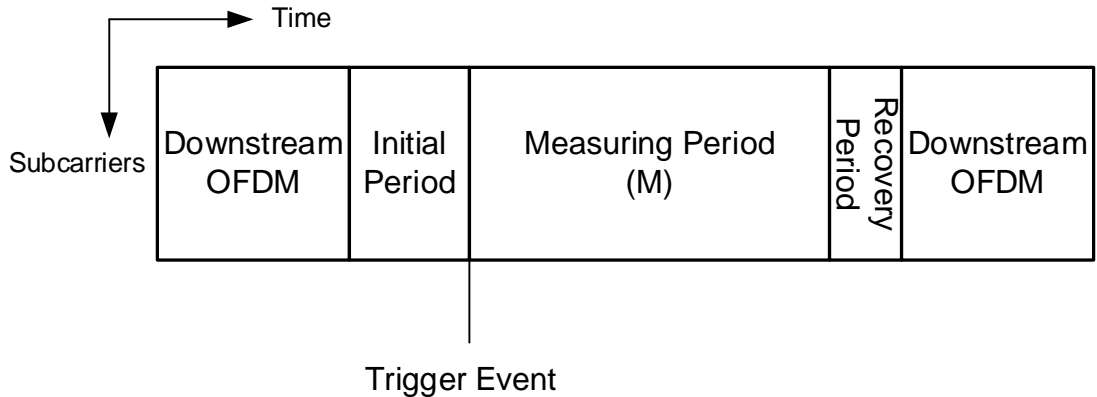 Time
Subcarriers
Downstream
OFDM
Initial
Period
Measuring Period
(M)
Recovery
Period
Downstream
OFDM
Trigger Event